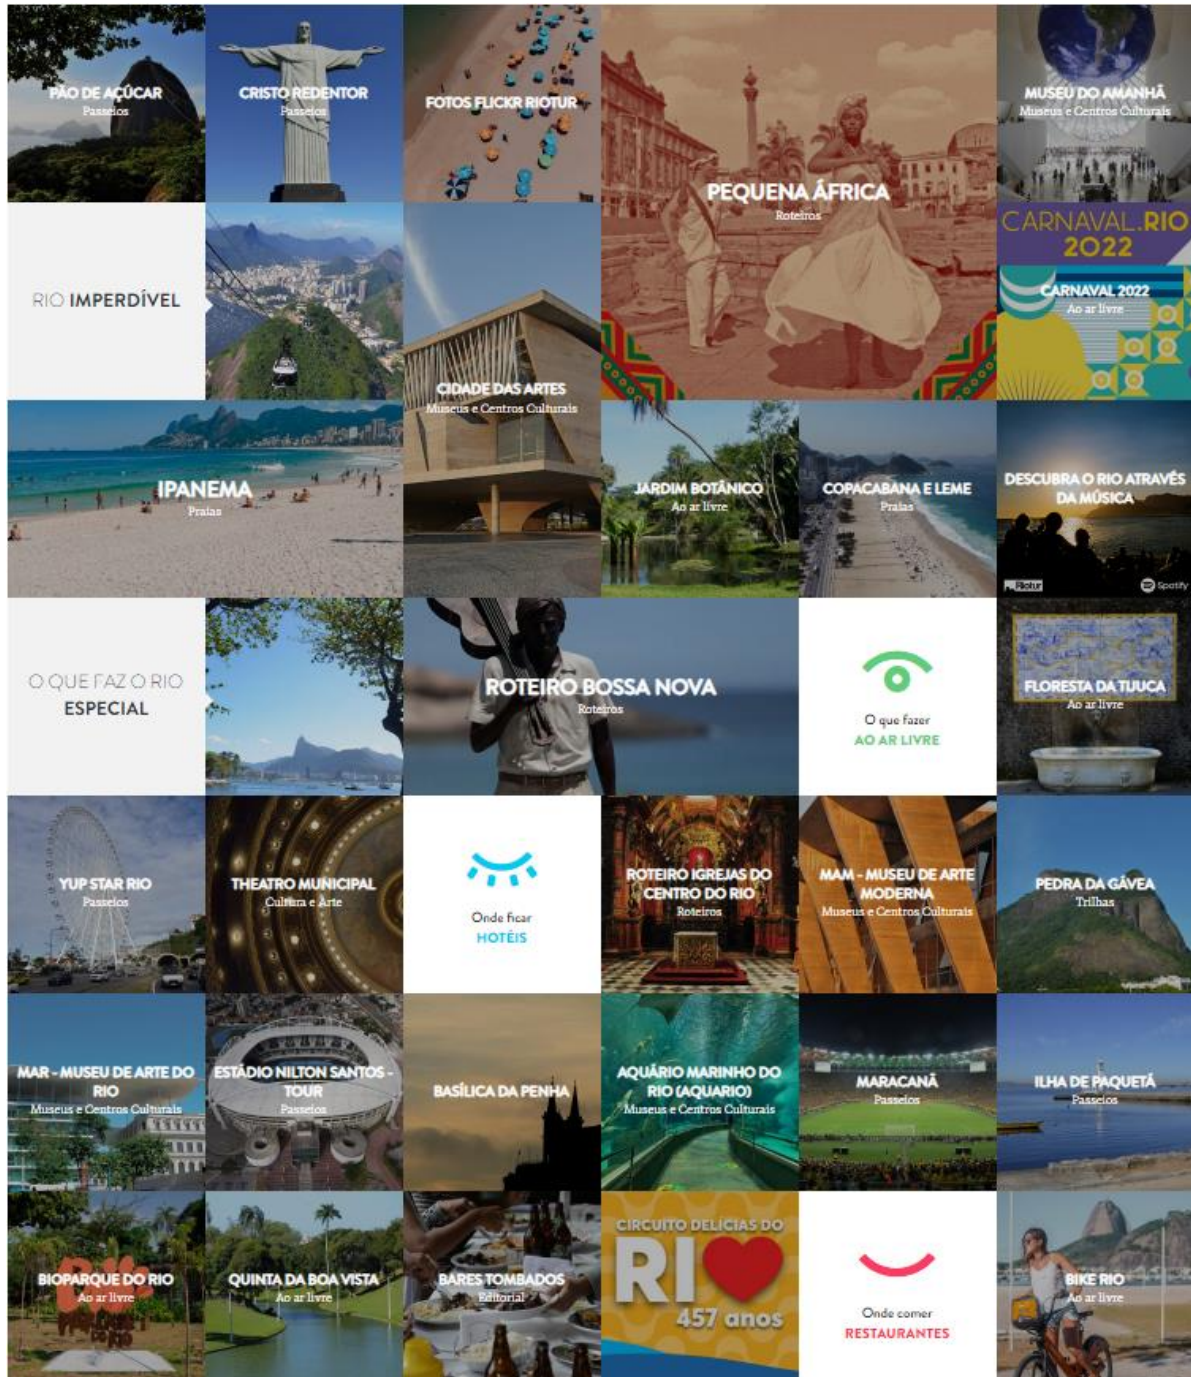 PÃO DE AÇÚCAR
Passeios
CRISTO REDENTOR
Passeios
FOTOS FLICKR RIOTUR
PEQUENA ÁFRICA
Roteiros
MUSEU DO AMANHÃ
Museus e Centros Culturais
RIO IMPERDÍVEL
CIDADE DAS ARTES
Museus e Centros Culturais
CARNAVAL.RIO
2022
CARNAVAL 2022
Ao ar livre
IPANEMA
Praias
JARDIM BOTÂNICO
Ao ar livre
COPACABANA E LEME
Praias
DESCUBRA O RIO ATRAVÉS
DA MÚSICA
Riotur
Spotify
O QUE FAZ O RIO
ESPECIAL
ROTEIRO BOSSA NOVA
Roteiros
O que fazer
AO AR LIVRE
FLORESTA DA TIJUCA
Ao ar livre
YUP STAR RIO
Passeios
THEATRO MUNICIPAL
Cultura e Arte
Onde ficar
HOTÉIS
ROTEIRO IGREJAS DO
CENTRO DO RIO
Roteiros
MAM - MUSEU DE ARTE
MODERNA
Museus e Centros Culturais
PEDRA DA GÁVEA
Trilhas
MAR - MUSEU DE ARTE DO
RIO
Museus e Centros Culturais
ESTÁDIO NILTON SANTOS -
TOUR
Passeios
BASÍLICA DA PENHA
AQUÁRIO MARINHO DO
RIO (AQUARIO)
Museus e Centros Culturais
MARACANÃ
Passeios
ILHA DE PAQUETÁ
Passeios
BIOPARQUE DO RIO
Ao ar livre
QUINTA DA BOA VISTA
Ao ar livre
BARES TOMBADOS
Editorial
CIRCUITO DELÍCIAS DO
RI
457 anos
Onde comer
RESTAURANTES
BIKE RIO
Ao ar livre